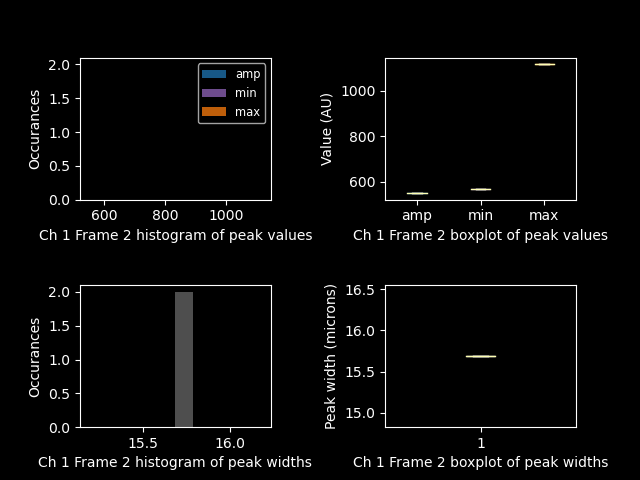 2.0
1.5
1.0
0.5
0.0
Occurances
amp
min
max
600
800
1000
Ch 1 Frame 2 histogram of peak values
1000
800
600
Value (AU)
amp
min
max
Ch 1 Frame 2 boxplot of peak values
2.0
1.5
1.0
0.5
0.0
Occurances
15.5
16.0
Ch 1 Frame 2 histogram of peak widths
16.5
16.0
15.5
15.0
Peak width (microns)
1
Ch 1 Frame 2 boxplot of peak widths